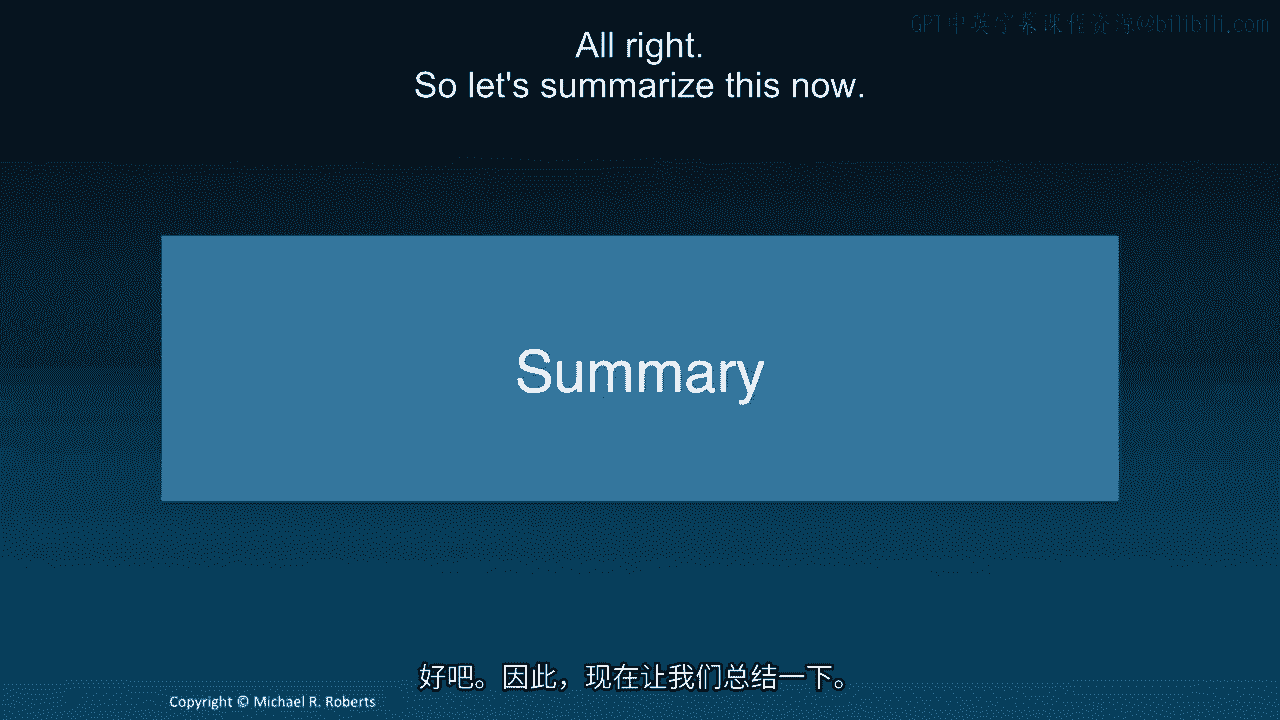 GPT中英字幕课程资源@bilibili.com
All right.
So let's summarize this now.
Summary
好吧。因此，现在让我们总结一下。
Copyright © Michael R. Roberts